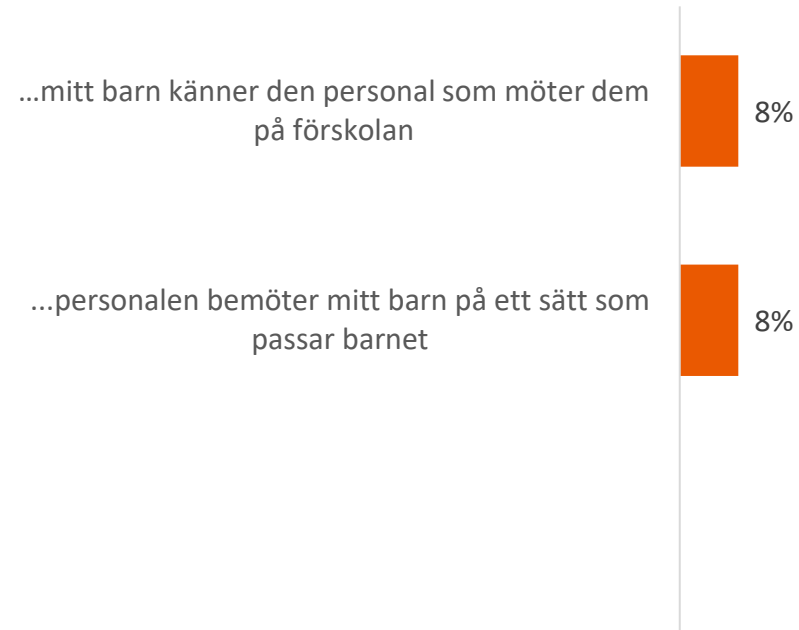 ...mitt barn känner den personal som möter dem
på förskolan
8%
...personalen bemöter mitt barn på ett sätt som
passar barnet
8%